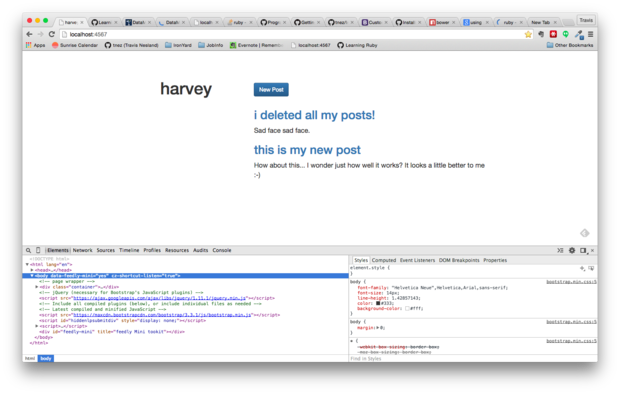 harvey
Learn
Datah
Datah
localh
ruby -
Progr
Gettin
tnesl
Custo
Install
bower
using
ruby -
New Tab
Travis
localhost:4567
Apps
Sunrise Calendar
tnez (Travis Nesland)
IronYard
JobInfo
Evernote | Rememb
localhost:4567
Learning Ruby
Other Bookmarks
harvey
New Post
i deleted all my posts!
Sad face sad face.
this is my new post
How about this... I wonder just how well it works? It looks a little better to me
:-)
Elements Network Sources Timeline Profiles Resources Audits Console
<!DOCTYPE html>
<html lang="en">
<head>…</head>
<body data-feedly-mini="yes" cz-shortcut-listen="true">
<!-- page wrapper -->
<div class="container">…</div>
<!-- jQuery (necessary for Bootstrap's JavaScript plugins) -->
<script src="https://ajax.googleapis.com/ajax/libs/jquery/1.11.1/jquery.min.js"></script>
<!-- Include all compiled plugins (below), or include individual files as needed -->
<!-- Latest compiled and minified JavaScript -->
<script src="https://maxcdn.bootstrapcdn.com/bootstrap/3.3.1/js/bootstrap.min.js"></script>
<script id="hiddenlpsubmitdiv" style="display: none;"></script>
<script>…</script>
<div id="feedly-mini" title="feedly Mini toolkit"></div>
</body>
</html>
html body
Styles Computed Event Listeners DOM Breakpoints Properties
element.style {
}
body { bootstrap.min.css:5
font-family: "Helvetica Neue",Helvetica,Arial,sans-serif;
font-size: 14px;
line-height: 1.42857143;
color: #333;
background-color: #fff;
}
body { bootstrap.min.css:5
margin: 0;
}
* { bootstrap.min.css:5
-webkit-box-sizing: border-box;
-moz-box-sizing: border-box;
Find in Styles